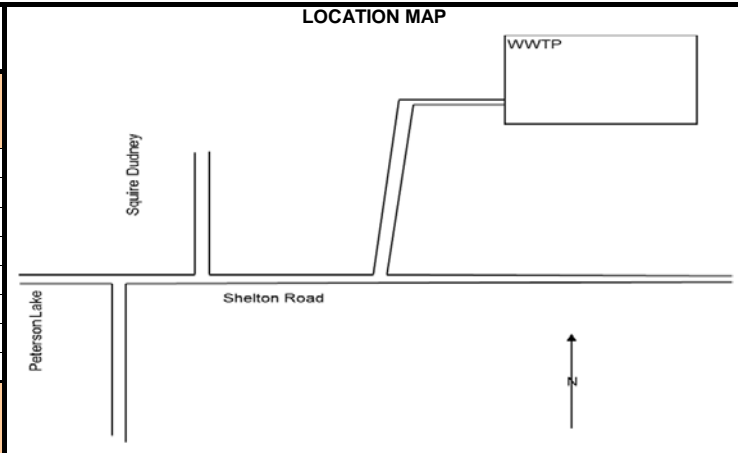 LOCATION MAP
WWTP
Squire Dudney
Shelton Road
Peterson Lake
N